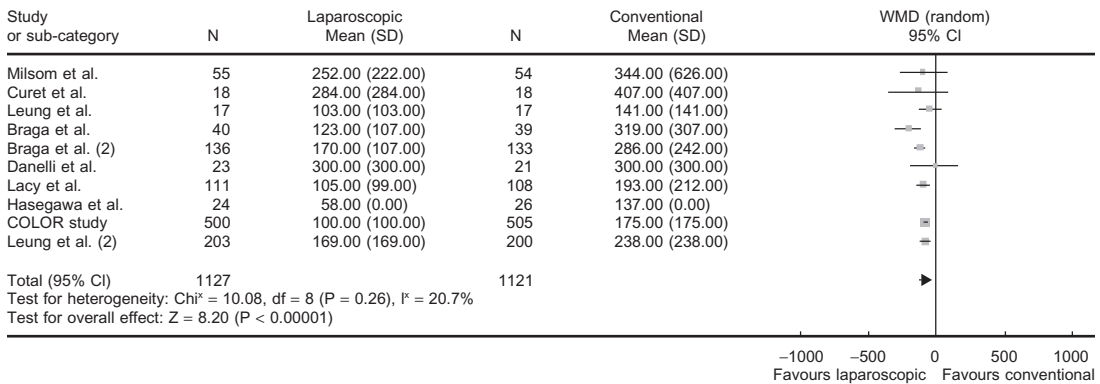 Study Laparoscopic Conventional WMD (random)
or sub-category N Mean (SD) N Mean (SD) 95% CI
Milsom et al. 55 252.00 (222.00) 54 344.00 (626.00)
Curet et al. 18 284.00 (284.00) 18 407.00 (407.00)
Leung et al. 17 103.00 (103.00) 17 141.00 (141.00)
Braga et al. 40 123.00 (107.00) 39 319.00 (307.00)
Braga et al. (2) 136 170.00 (107.00) 133 286.00 (242.00)
Danelli et al. 23 300.00 (300.00) 21 300.00 (300.00)
Lacy et al. 111 105.00 (99.00) 108 193.00 (212.00)
Hasegawa et al. 24 58.00 (0.00) 26 137.00 (0.00)
COLOR study 500 100.00 (100.00) 505 175.00 (175.00)
Leung et al. (2) 203 169.00 (169.00) 200 238.00 (238.00)
Total (95% CI) 1127 1121
Test for heterogeneity: Chiˣ = 10.08, df = 8 (P = 0.26), Iˣ = 20.7%
Test for overall effect: Z = 8.20 (P < 0.00001)
−1000 −500 0 500 1000
Favours laparoscopic Favours conventional